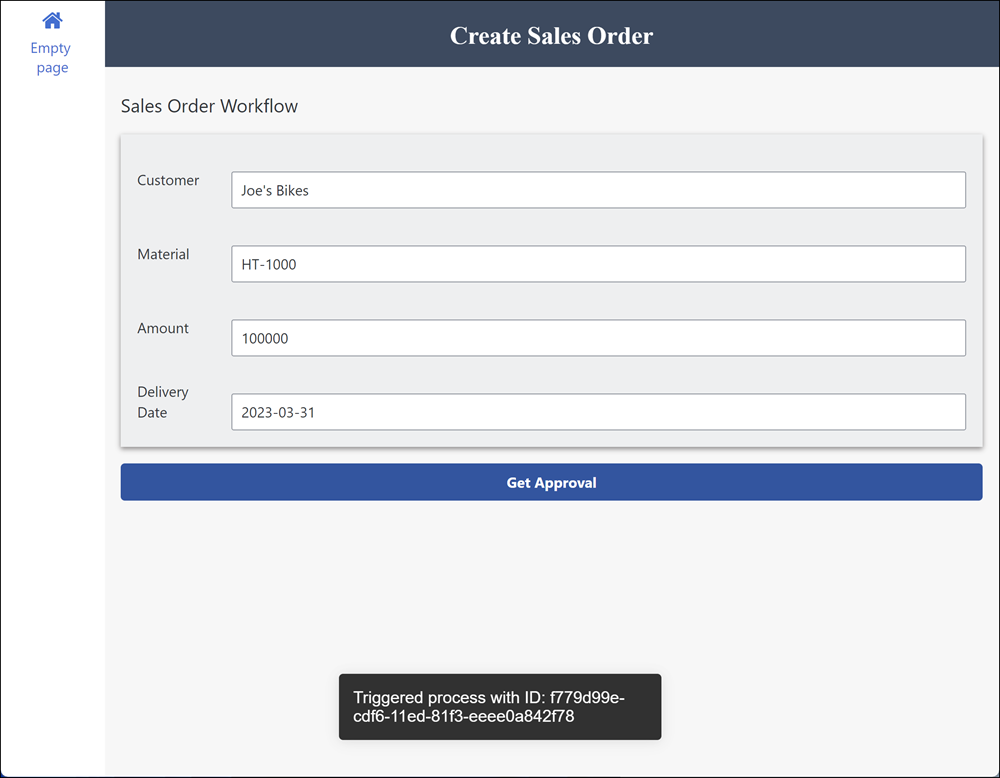 Empty
page
Create Sales Order
Sales Order Workflow
Customer
Joe's Bikes
Material
HT-1000
Amount
100000
Delivery
Date
2023-03-31
Get Approval
Triggered process with ID: f779d99e-
cdf6-11ed-81f3-eeee0a842f78